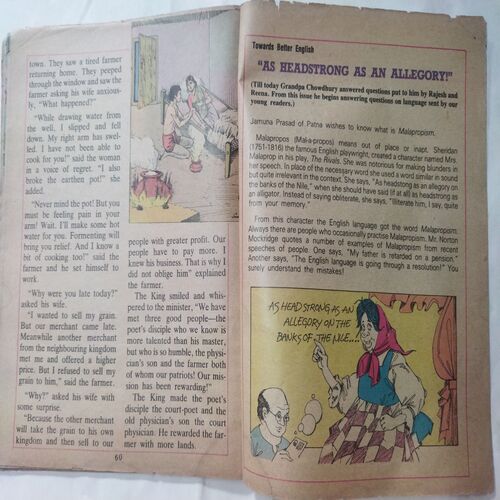 town. They saw a tired farmer
returning home. They peeped
through the window and saw the
farmer asking his wife anxious-
ly, "What happened?"
"While drawing water from
the well, I slipped and fell
down. My right arm has swel-
led. I have not been able to
cook for you!" said the woman
in a voice of regret. "I also
broke the earthen pot!" she
added.
"Never mind the pot! But you
must be feeling pain in your
arm! Wait. I'll make some hot
water for you. Formenting will
bring you relief. And I know a
bit of cooking too!" said the
farmer and he set himself to
work.
"Why were you late today?"
asked his wife.
"I wanted to sell my grain.
But our merchant came late.
Meanwhile another merchant
from the neighbouring kingdom
met me and offered a higher
price. But I refused to sell my
grain to him," said the farmer.
"Why?" asked his wife with
some surprise.
"Because the other merchant
will take the grain to his own
kingdom and then sell to our
people with greater profit. Our
people have to pay more. I
knew his business. That is why I
did not oblige him" explained
the farmer.
The King smiled and whis-
pered to the minister, "We have
met three good people—the
poet's disciple who we know is
more talented than his master,
but who is so humble, the physi-
cian's son and the farmer both
of whom our patriots! Our mis-
sion has been rewarding!"
The King made the poet's
disciple the court-poet and the
old physician's son the court
physician. He rewarded the far-
mer with more lands.
60
Towards Better English
"AS HEADSTRONG AS AN ALLEGORY!"
(Till today Grandpa Chowdhury answered questions put to him by Rajesh and
Reena. From this issue he begins answering questions on language sent by our
young readers.)
Jamuna Prasad of Patna wishes to know what is Malapropism.
Malapropos (Mal-a-propo) means out of place or inapt. Sheridan
(1751-1816) the famous English playwright, created a character named Mrs.
Malaprop in his play, The Rivals. She was notorious for making blunders in
her speech. In place of the necessary word she used a word similar in sound
but quite irrelevant in the context. She says, "As headstrong as an allegory on
the banks of the Nile," when she should have said (if at all) as headstrong as
an alligator. Instead of saying obliterate, she says, "Illiterate him, I say, quite
from your memory."
From this character the English language got the word Malapropism.
Always there are people who occasionally practise Malapropism. Mr. Norton
Mockridge quotes a number of examples of Malapropism from recent
speeches of people. One says, "My father is retarded on a pension."
Another says, "The English language is going through a resolution!" You
surely understand the mistakes!
AS HEADSTRONG AS AN
ALLEGORY ON THE
BANKS OF THE NILE...